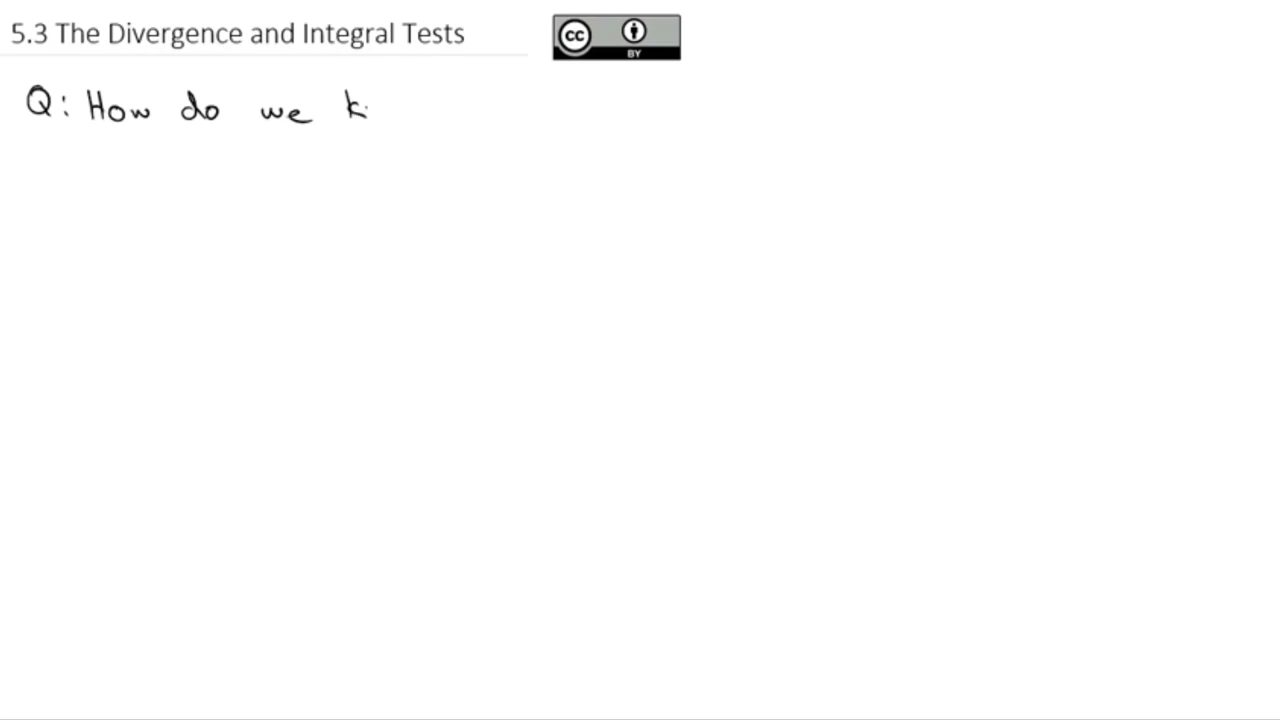 5.3 The Divergence and Integral Tests
cc BY
Q: How do we k